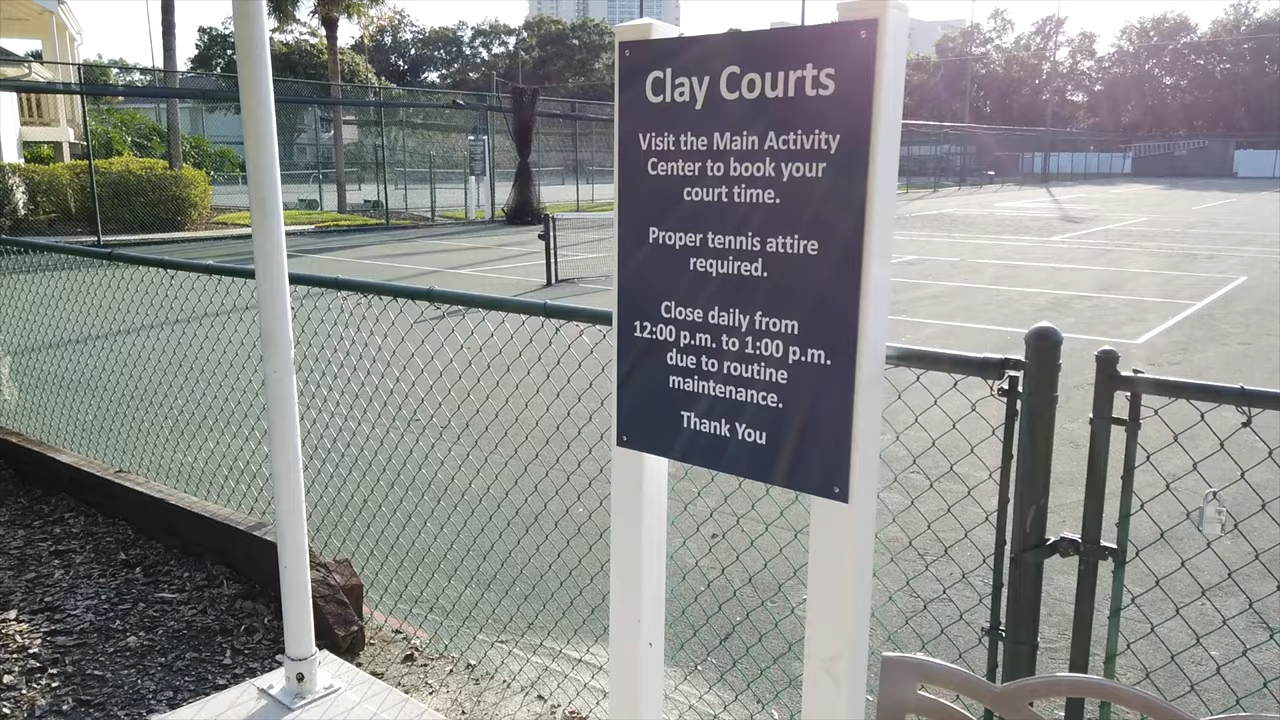 Clay Courts
Visit the Main Activity
Center to book your
court time.
Proper tennis attire
required.
Close daily from
12:00 p.m. to 1:00 p.m.
due to routine
maintenance.
Thank You